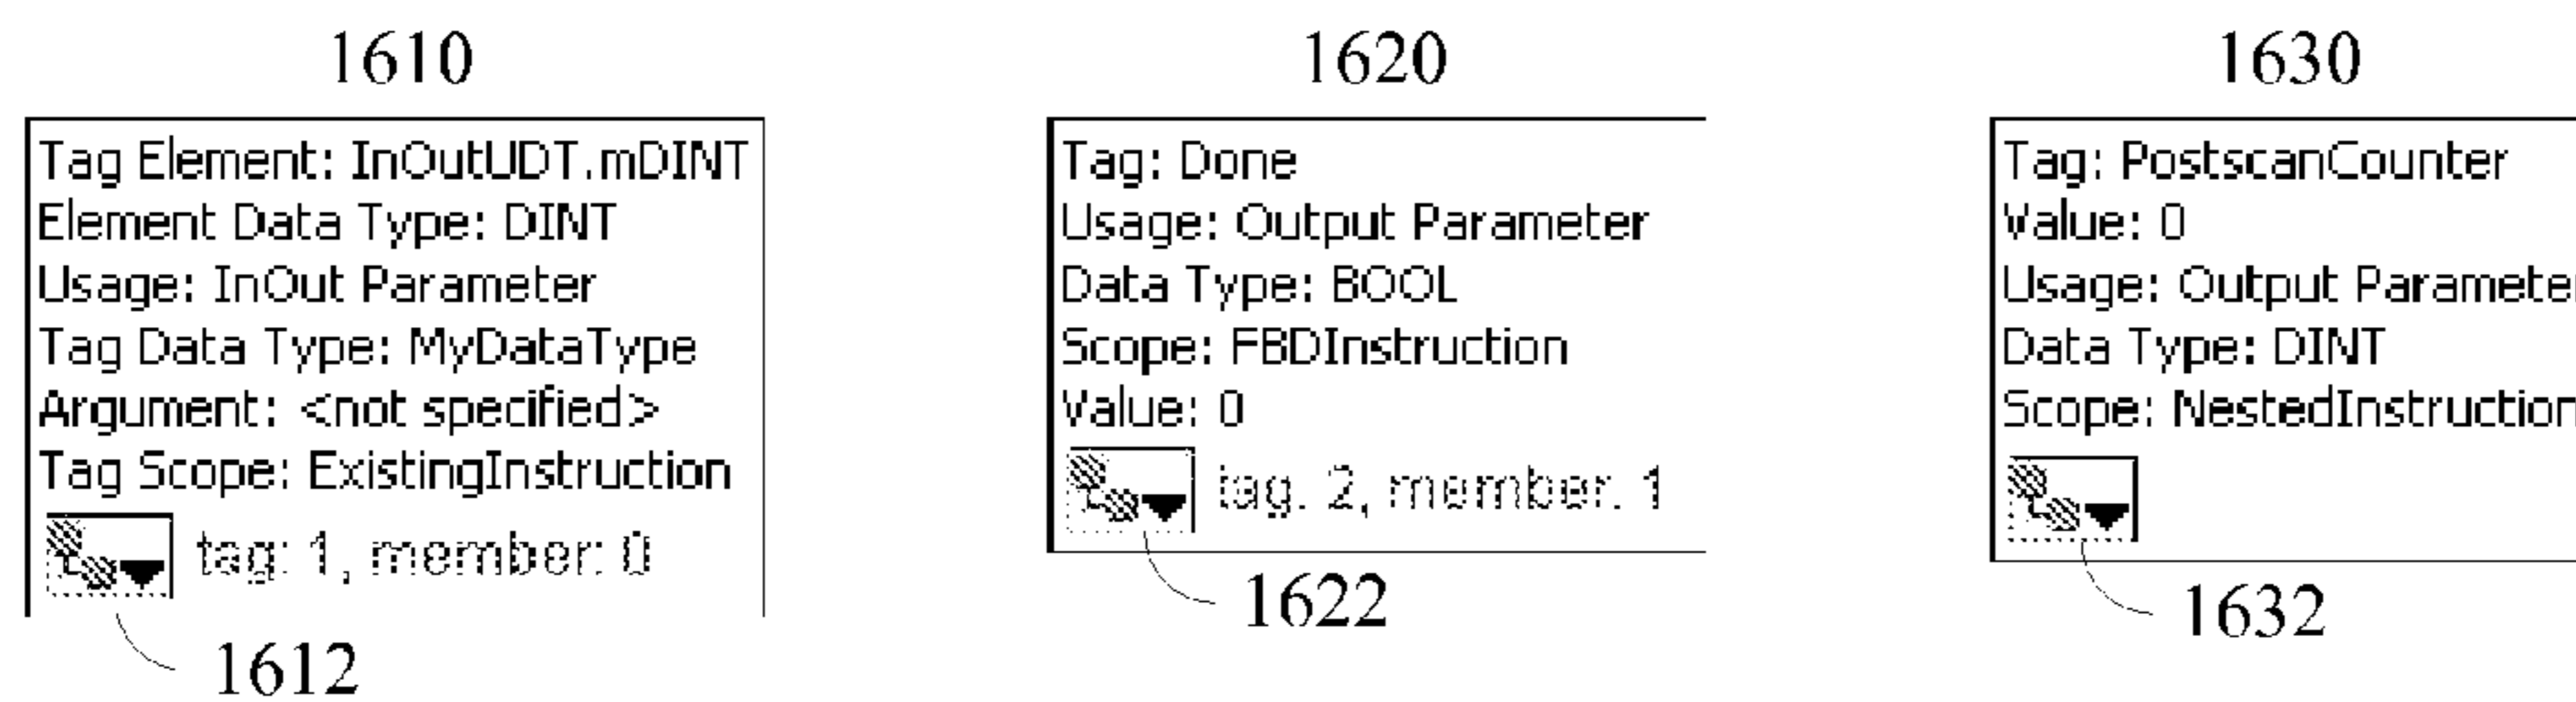 1610
Tag Element: InOutUDT.mDINT
Element Data Type: DINT
Usage: InOut Parameter
Tag Data Type: MyDataType
Argument: <not specified>
Tag Scope: ExistingInstruction
tag: 1, member: 0
1612
1620
Tag: Done
Usage: Output Parameter
Data Type: BOOL
Scope: FBDInstruction
Value: 0
tag: 2, member: 1
1622
1630
Tag: PostscanCounter
Value: 0
Usage: Output Parameter
Data Type: DINT
Scope: NestedInstruction
1632